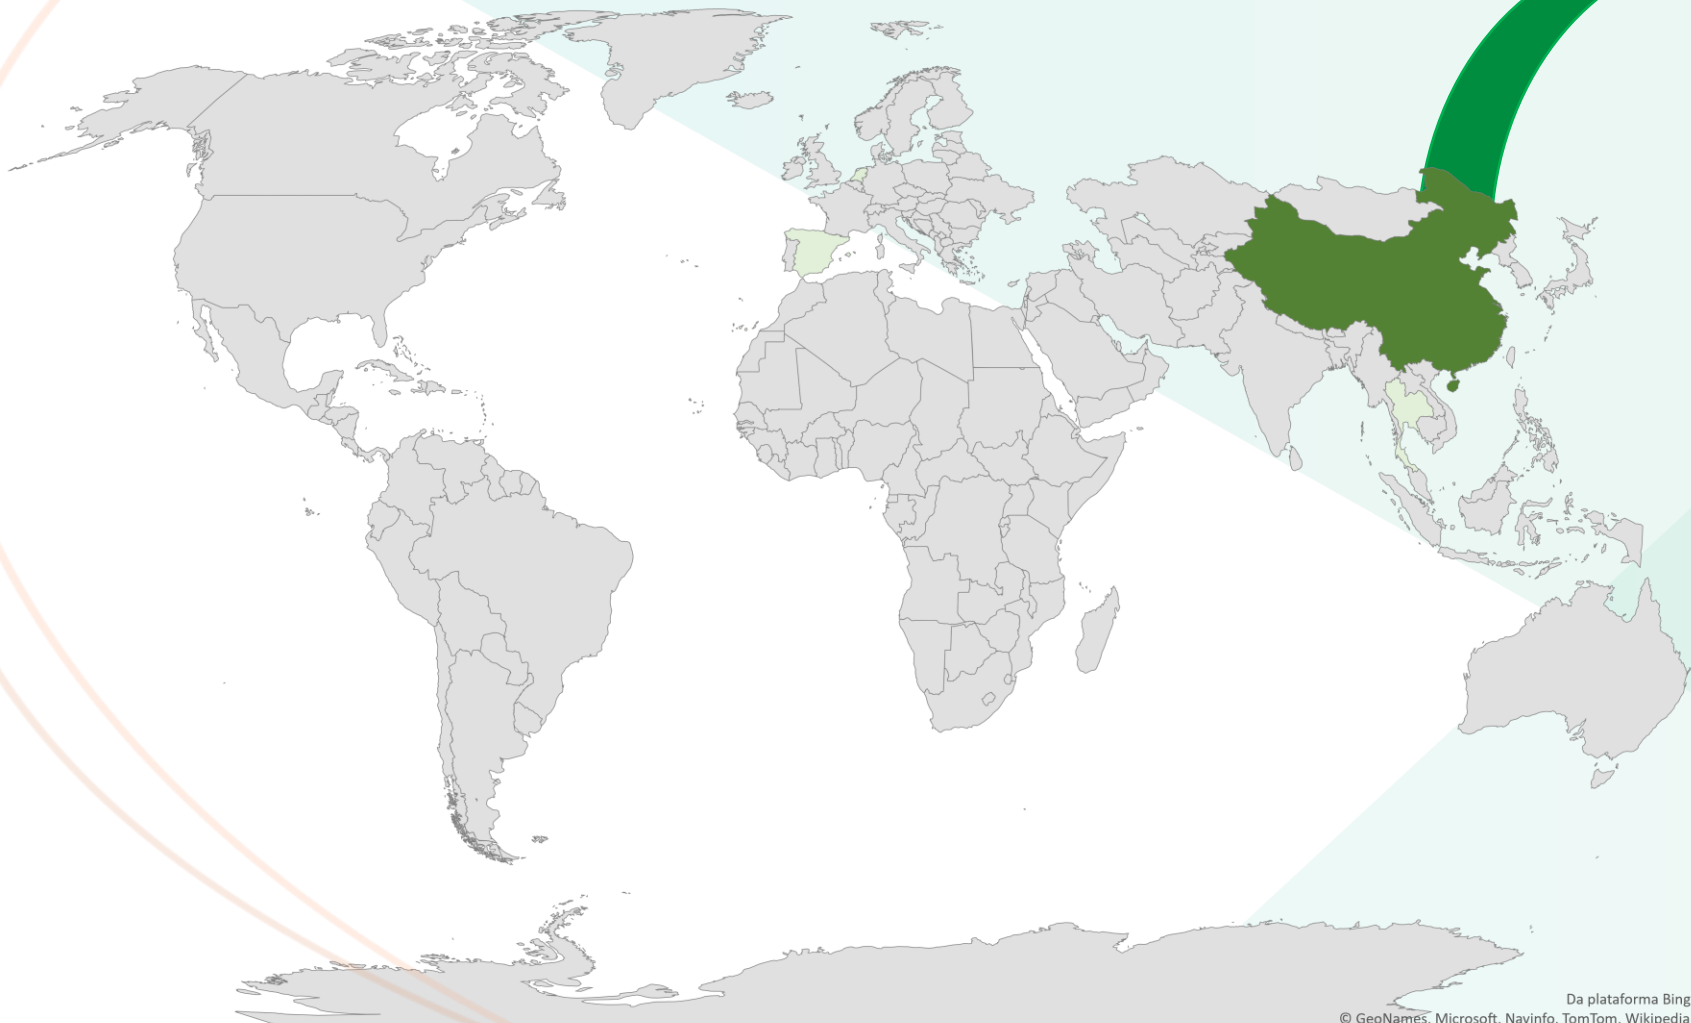 Da plataforma Bing
© GeoNames, Microsoft, Navinfo, TomTom, Wikipedia